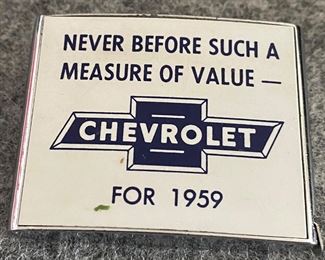 NEVER BEFORE SUCH A
MEASURE OF VALUE —
CHEVROLET
FOR 1959